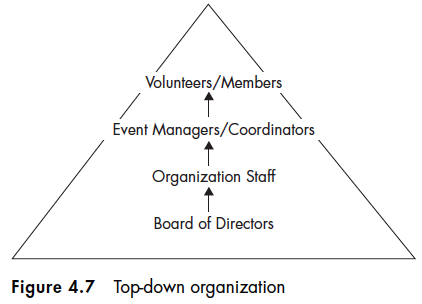 Volunteers/Members
Event Managers/Coordinators
Organization Staff
Board of Directors
Figure 4.7 Top-down organization